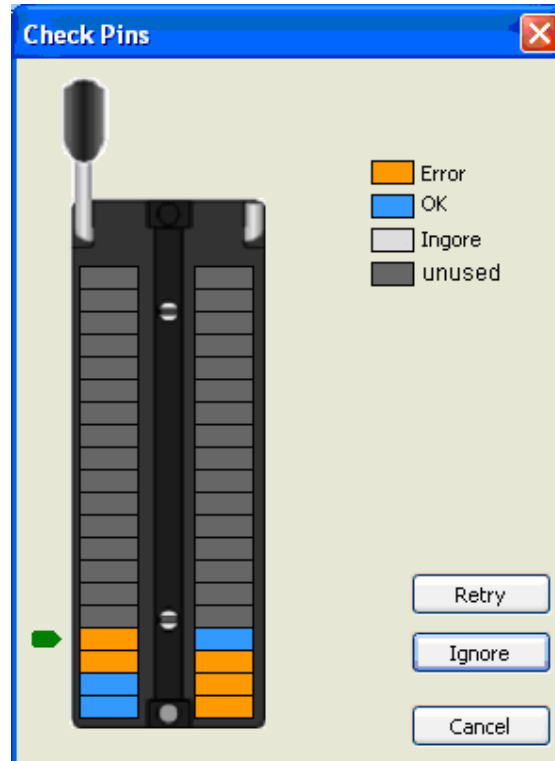 Check Pins
Error
OK
Ingore
unused
Retry
Ignore
Cancel